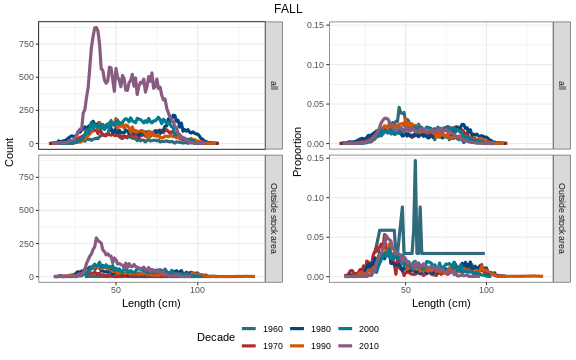 FALL
Count
750
500
250
0
all
750
500
250
0
Outside stock area
50
100
Length (cm)
Proportion
0.15
0.10
0.05
0.00
all
0.15
0.10
0.05
0.00
Outside stock area
50
100
Length (cm)
Decade
1960
1980
2000
1970
1990
2010